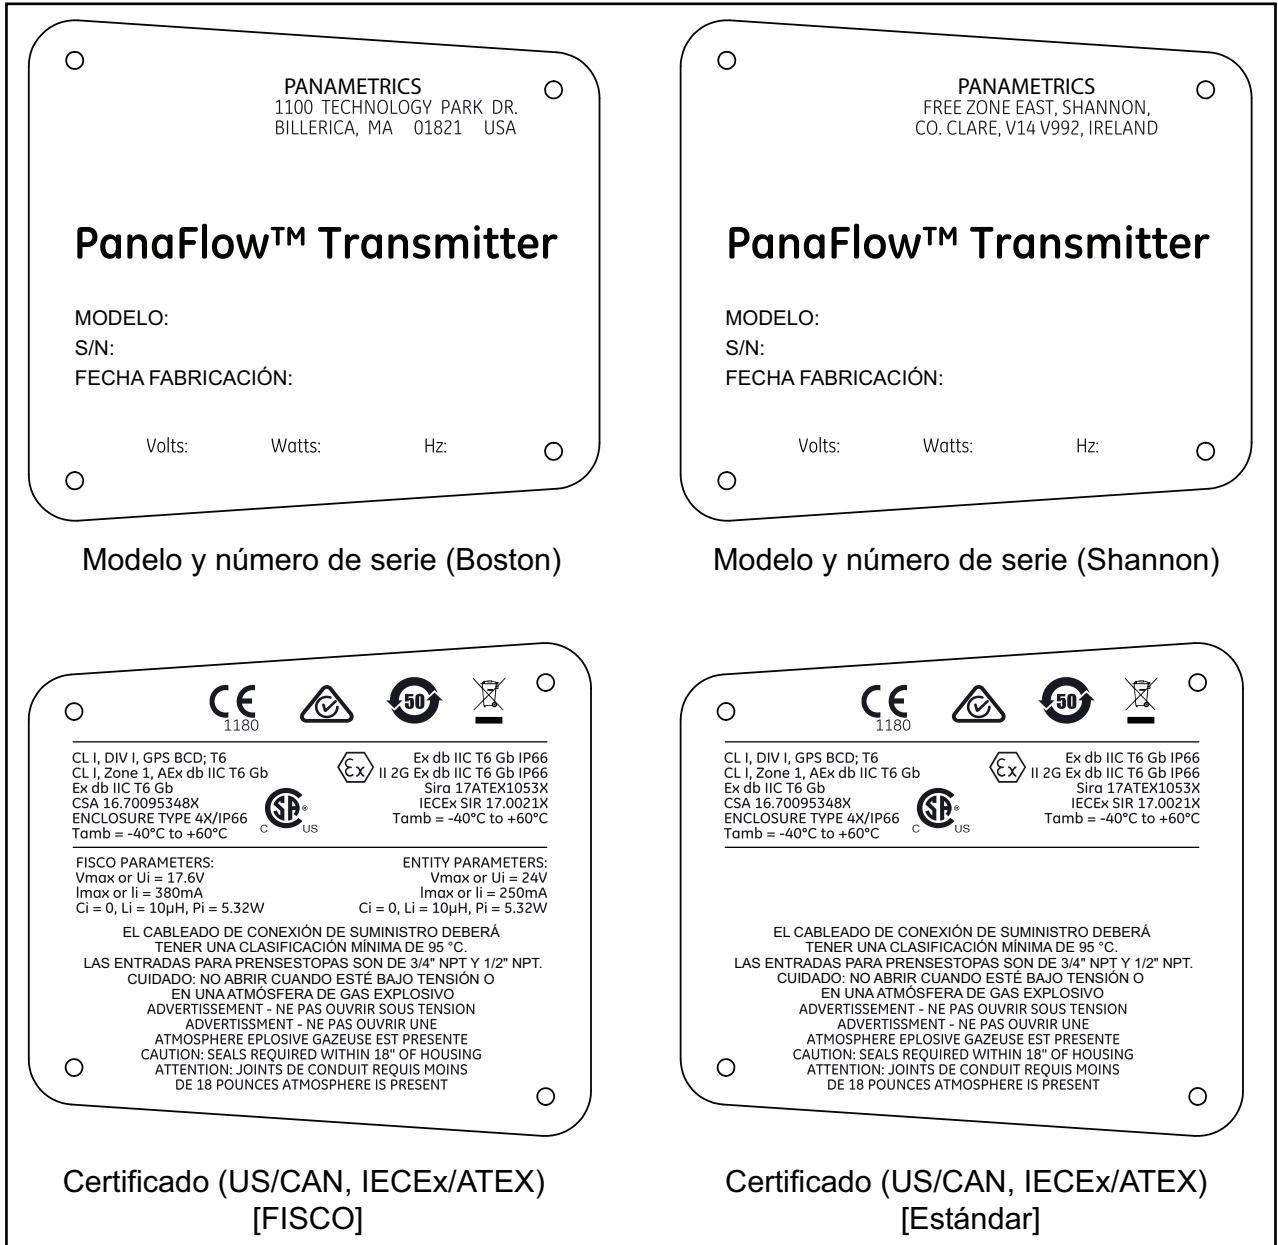 PANAMETRICS
1100 TECHNOLOGY PARK DR.
BILLERICA, MA 01821 USA
PanaFlow™ Transmitter
MODELO:
S/N:
FECHA FABRICACIÓN:
Volts: Watts: Hz:
Modelo y número de serie (Boston)
PANAMETRICS
FREE ZONE EAST, SHANNON,
CO. CLARE, V14 V992, IRELAND
PanaFlow™ Transmitter
MODELO:
S/N:
FECHA FABRICACIÓN:
Volts: Watts: Hz:
Modelo y número de serie (Shannon)
CE
1180
50
CL I, DIV I, GPS BCD; T6
CL I, Zone 1, AEx db IIC T6 Gb
Ex db IIC T6 Gb
CSA 16.70095348X
ENCLOSURE TYPE 4X/IP66
Tamb = -40°C to +60°C
C SA ® US
Ex
Ex db IIC T6 Gb IP66
II 2G Ex db IIC T6 Gb IP66
Sira 17ATEX1053X
IECEx SIR 17.0021X
Tamb = -40°C to +60°C
FISCO PARAMETERS:
Vmax or Ui = 17.6V
lmax or li = 380mA
Ci = 0, Li = 10µH, Pi = 5.32W
ENTITY PARAMETERS:
Vmax or Ui = 24V
lmax or li = 250mA
Ci = 0, Li = 10µH, Pi = 5.32W
EL CABLEADO DE CONEXIÓN DE SUMINISTRO DEBERÁ
TENER UNA CLASIFICACIÓN MÍNIMA DE 95 °C.
LAS ENTRADAS PARA PRENSESTOPAS SON DE 3/4" NPT Y 1/2" NPT.
CUIDADO: NO ABRIR CUANDO ESTÉ BAJO TENSIÓN O
EN UNA ATMÓSFERA DE GAS EXPLOSIVO
ADVERTISSEMENT - NE PAS OUVRIR SOUS TENSION
ADVERTISSMENT - NE PAS OUVRIR UNE
ATMOSPHERE EPLOSIVE GAZEUSE EST PRESENTE
CAUTION: SEALS REQUIRED WITHIN 18" OF HOUSING
ATTENTION: JOINTS DE CONDUIT REQUIS MOINS
DE 18 POUNCES ATMOSPHERE IS PRESENT
Certificado (US/CAN, IECEx/ATEX)
[FISCO]
CE
1180
50
CL I, DIV I, GPS BCD; T6
CL I, Zone 1, AEx db IIC T6 Gb
Ex db IIC T6 Gb
CSA 16.70095348X
ENCLOSURE TYPE 4X/IP66
Tamb = -40°C to +60°C
C SA ® US
Ex
Ex db IIC T6 Gb IP66
II 2G Ex db IIC T6 Gb IP66
Sira 17ATEX1053X
IECEx SIR 17.0021X
Tamb = -40°C to +60°C
EL CABLEADO DE CONEXIÓN DE SUMINISTRO DEBERÁ
TENER UNA CLASIFICACIÓN MÍNIMA DE 95 °C.
LAS ENTRADAS PARA PRENSESTOPAS SON DE 3/4" NPT Y 1/2" NPT.
CUIDADO: NO ABRIR CUANDO ESTÉ BAJO TENSIÓN O
EN UNA ATMÓSFERA DE GAS EXPLOSIVO
ADVERTISSEMENT - NE PAS OUVRIR SOUS TENSION
ADVERTISSMENT - NE PAS OUVRIR UNE
ATMOSPHERE EPLOSIVE GAZEUSE EST PRESENTE
CAUTION: SEALS REQUIRED WITHIN 18" OF HOUSING
ATTENTION: JOINTS DE CONDUIT REQUIS MOINS
DE 18 POUNCES ATMOSPHERE IS PRESENT
Certificado (US/CAN, IECEx/ATEX)
[Estándar]